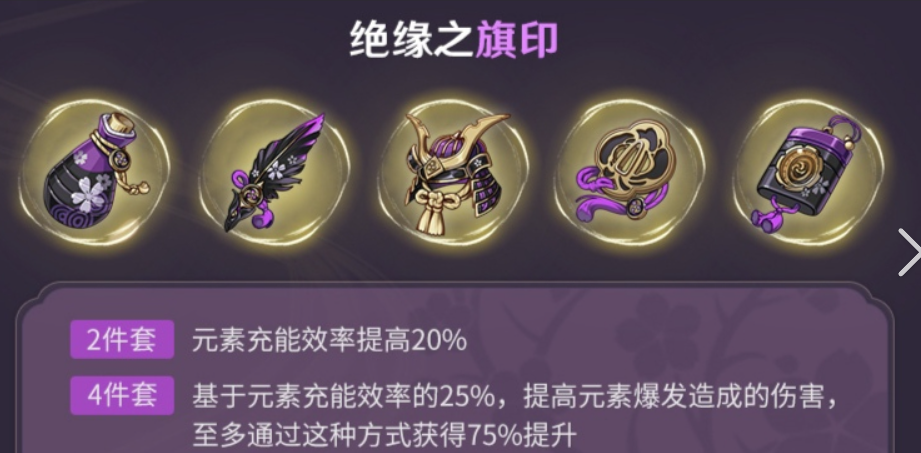 绝缘之旗印
2件套 元素充能效率提高20%
4件套 基于元素充能效率的25%，提高元素爆发造成的伤害，
至多通过这种方式获得75%提升